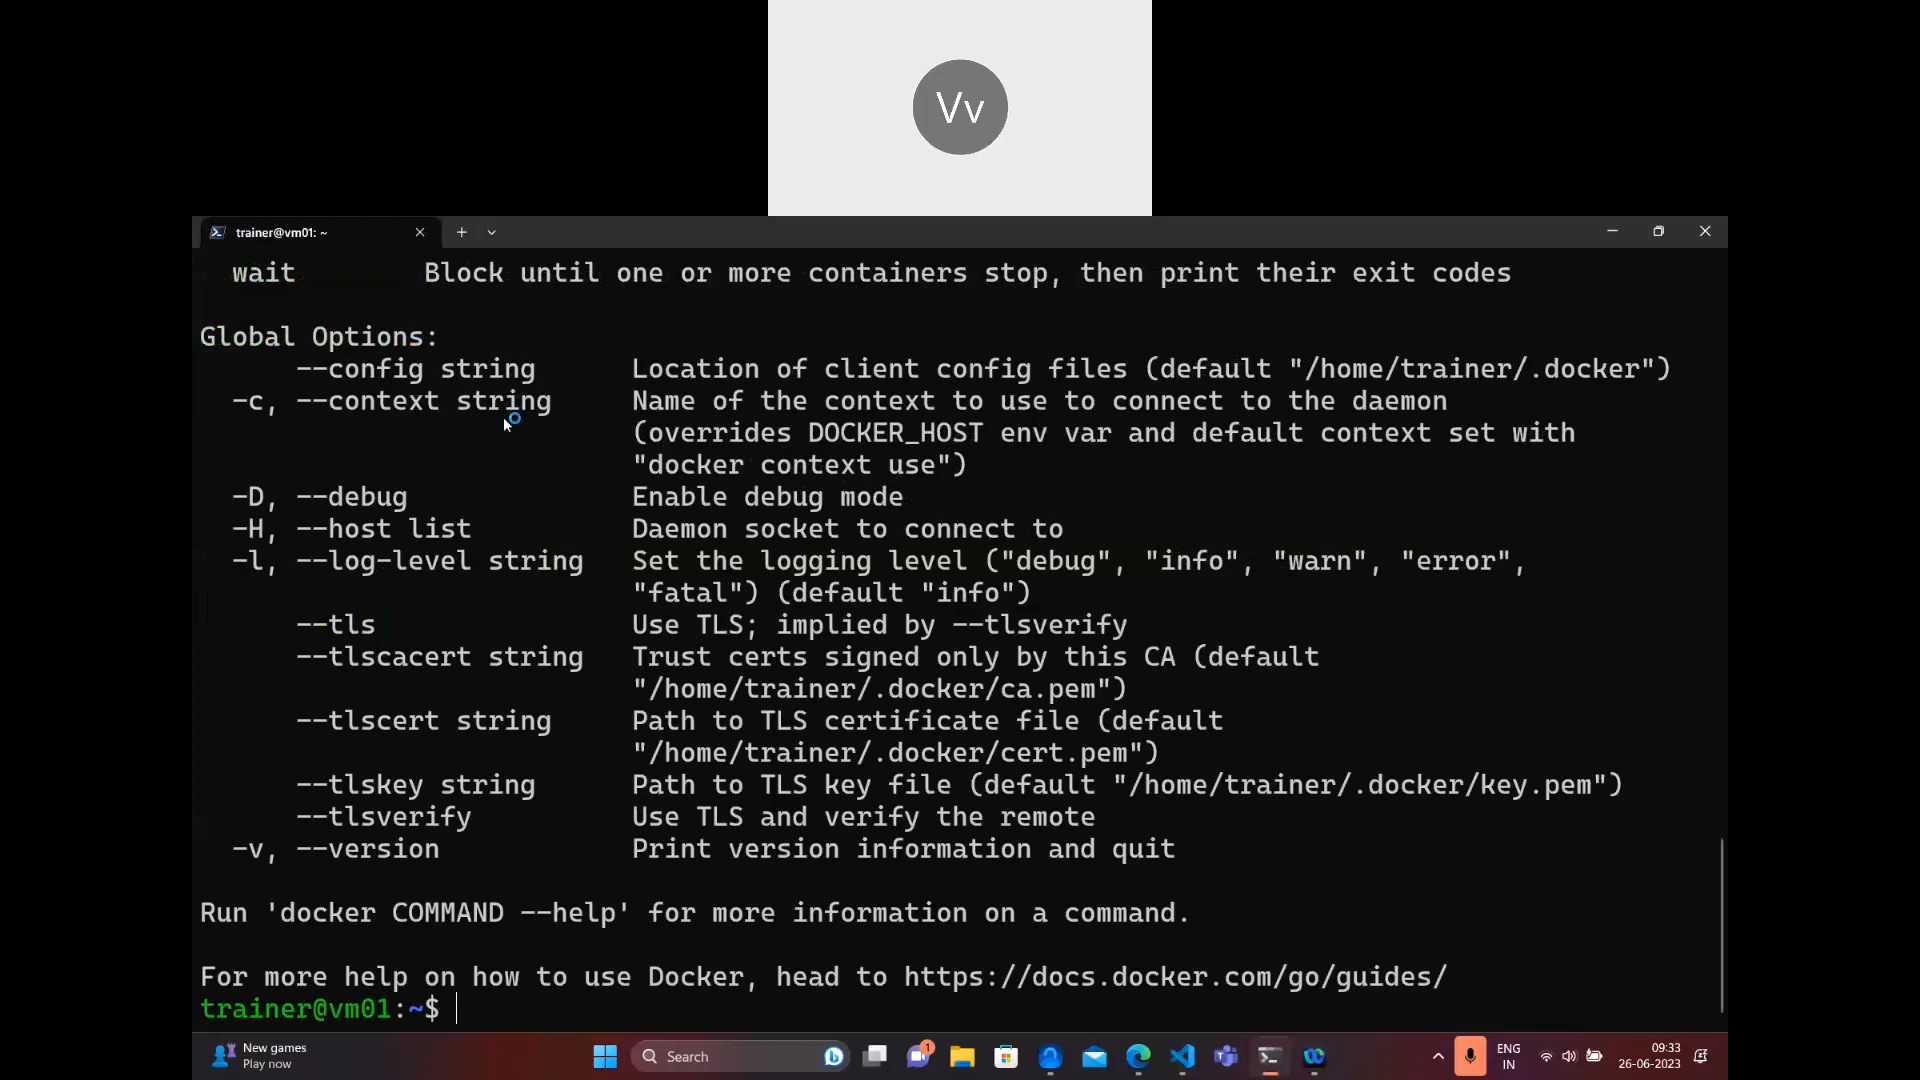 Vv
trainer@vm01: ~
wait Block until one or more containers stop, then print their exit codes
Global Options:
--config string Location of client config files (default "/home/trainer/.docker")
-c, --context string Name of the context to use to connect to the daemon
(overrides DOCKER_HOST env var and default context set with
"docker context use")
-D, --debug Enable debug mode
-H, --host list Daemon socket to connect to
-l, --log-level string Set the logging level ("debug", "info", "warn", "error",
"fatal") (default "info")
--tls Use TLS; implied by --tlsverify
--tlscacert string Trust certs signed only by this CA (default
"/home/trainer/.docker/ca.pem")
--tlscert string Path to TLS certificate file (default
"/home/trainer/.docker/cert.pem")
--tlskey string Path to TLS key file (default "/home/trainer/.docker/key.pem")
--tlsverify Use TLS and verify the remote
-v, --version Print version information and quit
Run 'docker COMMAND --help' for more information on a command.
For more help on how to use Docker, head to https://docs.docker.com/go/guides/
trainer@vm01:~$
New games
Play now
Search
1
ENG
IN
09:33
26-06-2023